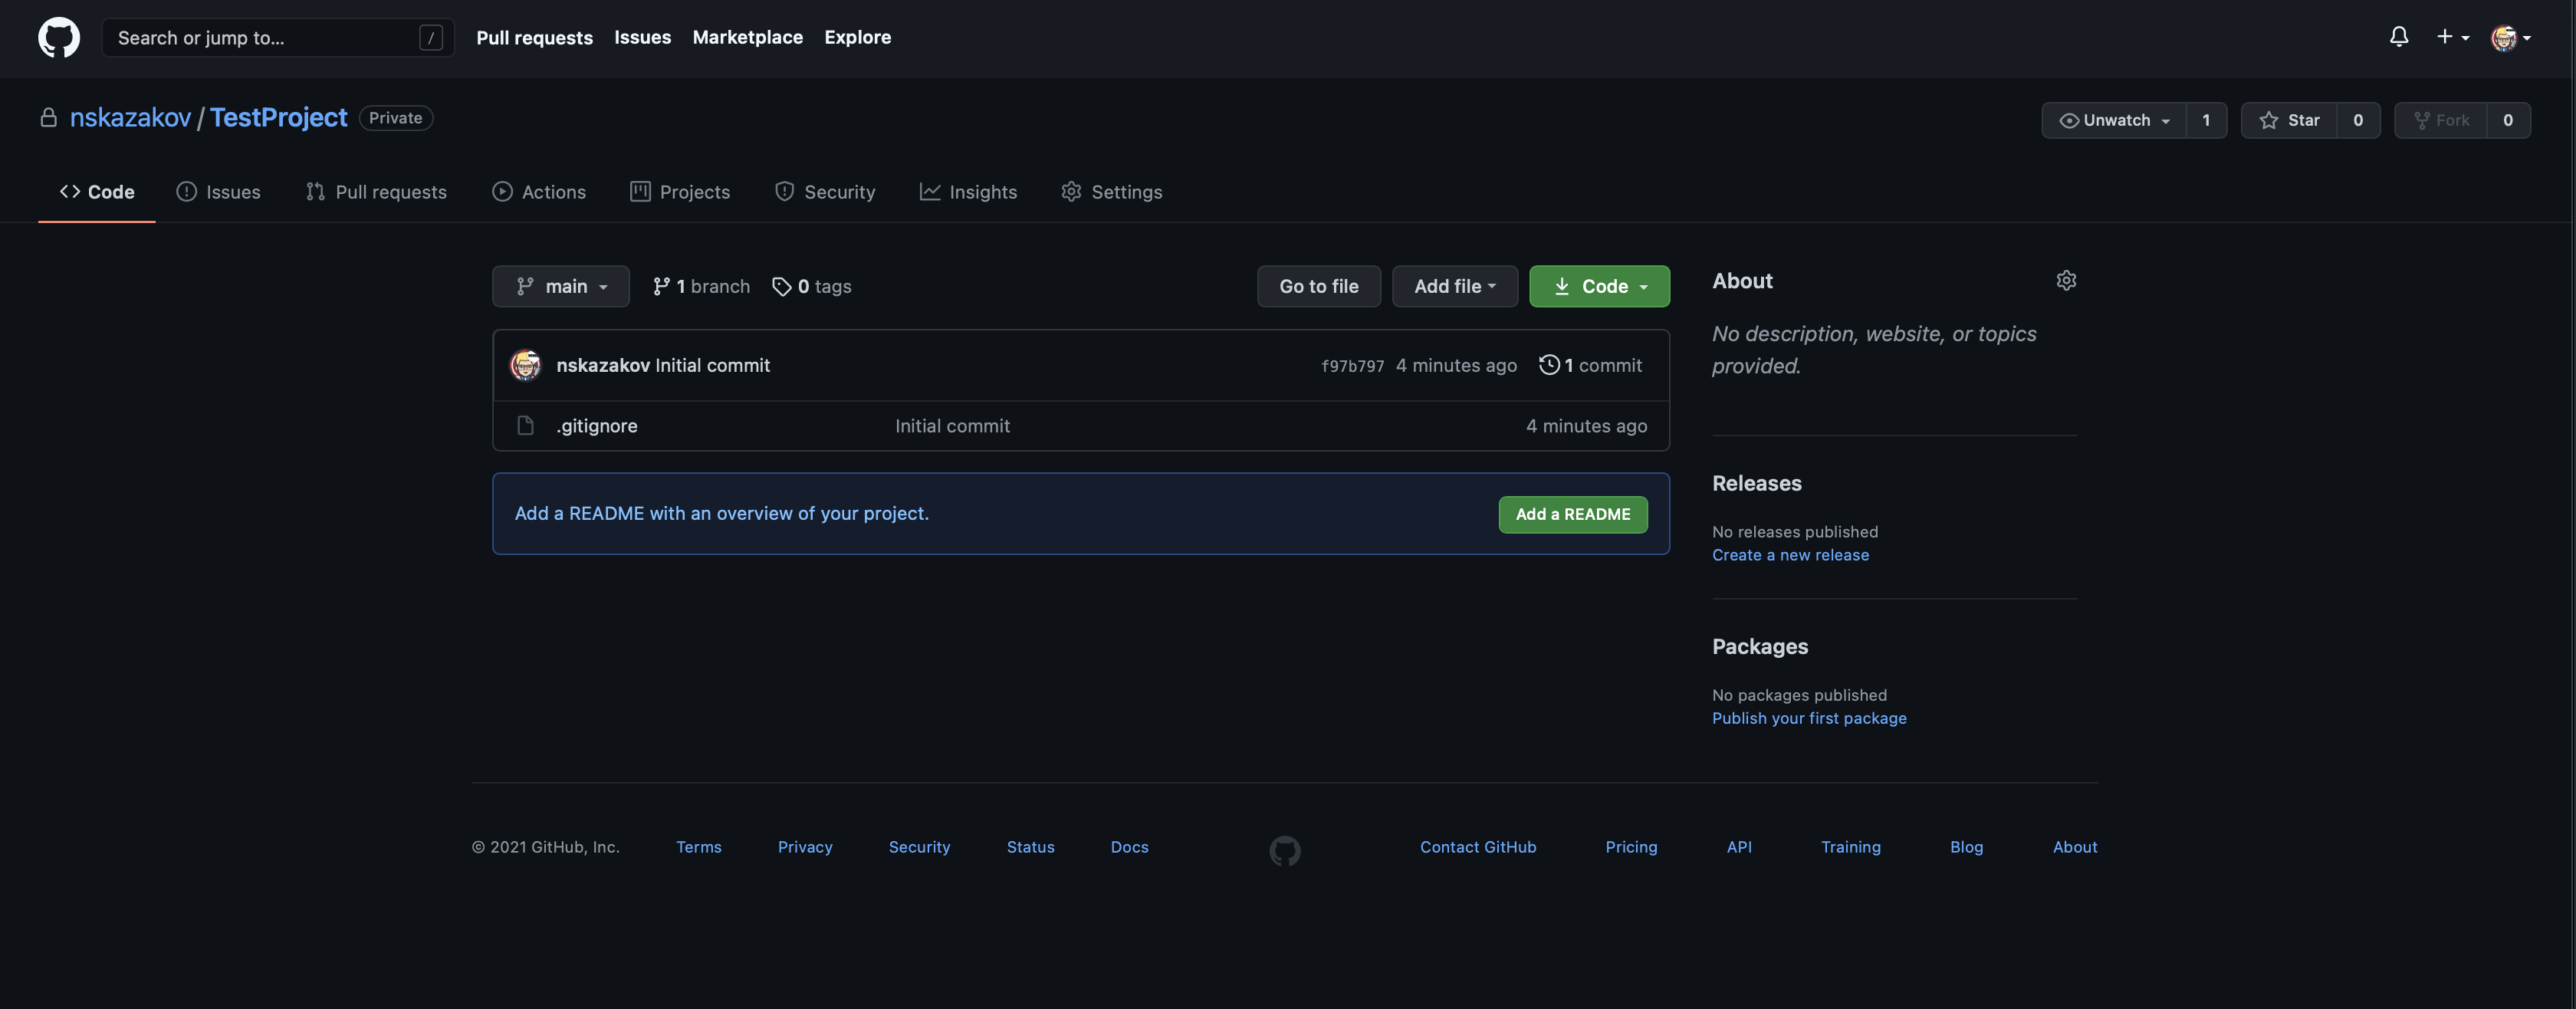 Search or jump to... / Pull requests Issues Marketplace Explore
nskazakov / TestProject Private Unwatch 1 Star 0 Fork 0
Code Issues Pull requests Actions Projects Security Insights Settings
main 1 branch 0 tags Go to file Add file Code
nskazakov Initial commit f97b797 4 minutes ago 1 commit
.gitignore Initial commit 4 minutes ago
Add a README with an overview of your project. Add a README
About
No description, website, or topics
provided.
Releases
No releases published
Create a new release
Packages
No packages published
Publish your first package
© 2021 GitHub, Inc. Terms Privacy Security Status Docs Contact GitHub Pricing API Training Blog About